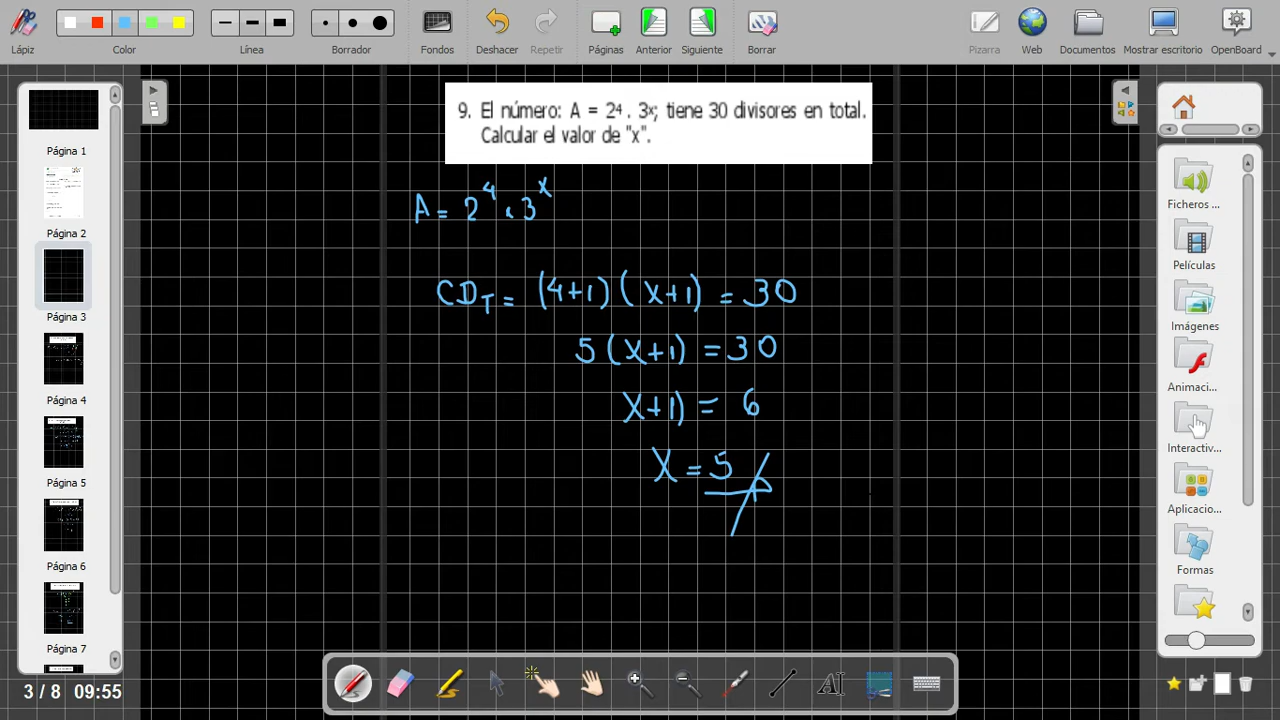 Lápiz
Color
Línea
Borrador
Fondos
Deshacer
Repetir
Páginas
Anterior
Siguiente
Borrar
Pizarra
Web
Documentos
Mostrar escritorio
OpenBoard
Página 1
Página 2
Página 3
Página 4
Página 5
Página 6
Página 7
3 / 8 09:55
9. El número: A = 2⁴ . 3ˣ; tiene 30 divisores en total.
Calcular el valor de "x".
A = 2⁴ . 3ˣ
CD_T = (4+1) ( x+1) = 30
5 (x+1) = 30
x+1) = 6
x = 5
Ficheros ...
Películas
Imágenes
Animaci...
Interactiv...
Aplicacio...
Formas
AI